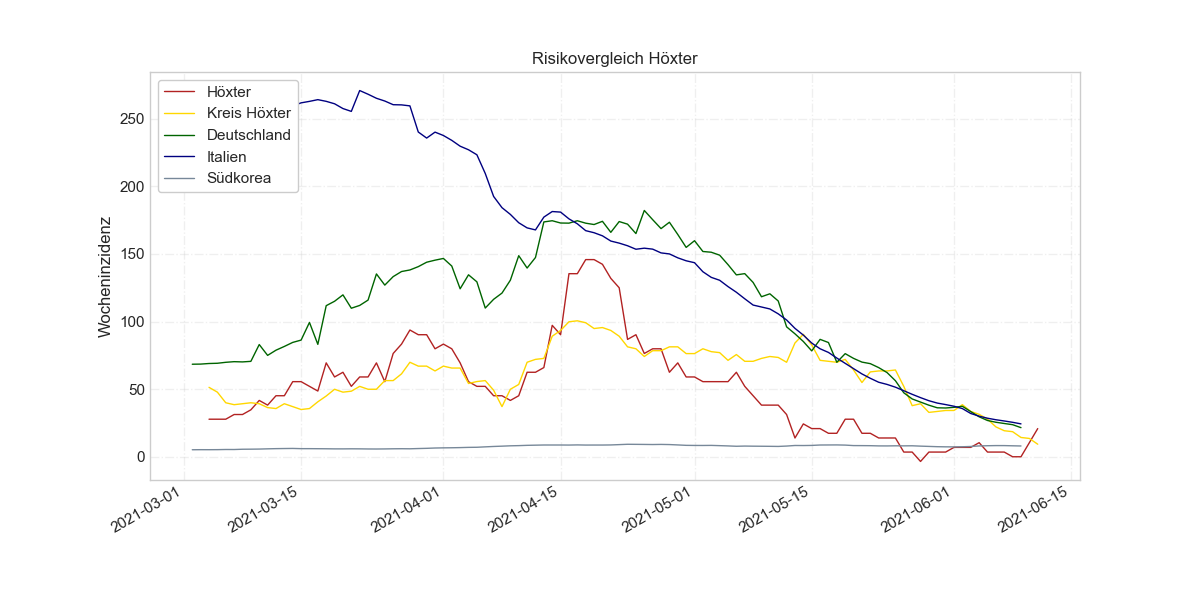 Risikovergleich Höxter
Höxter
Kreis Höxter
Deutschland
Italien
Südkorea
Wocheninzidenz
250
200
150
100
50
0
2021-03-01
2021-03-15
2021-04-01
2021-04-15
2021-05-01
2021-05-15
2021-06-01
2021-06-15